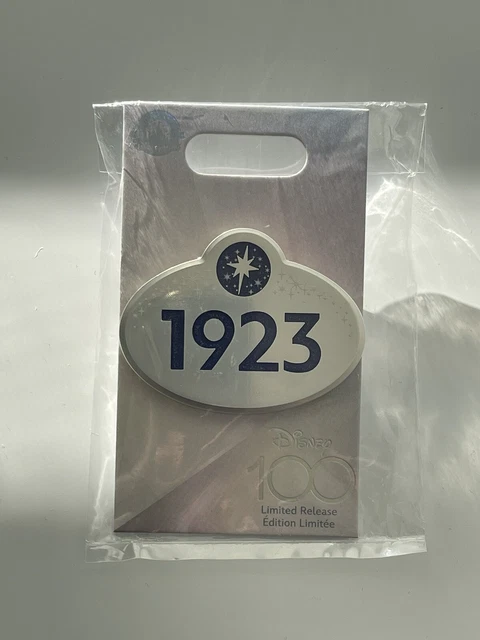 1923
Disney
100
Limited Release
Édition Limitée